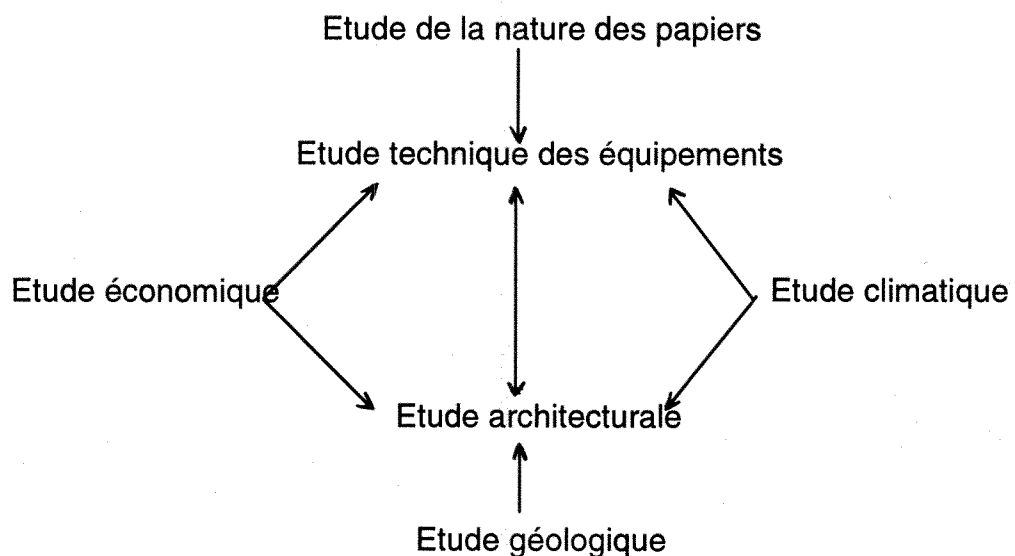 Etude de la nature des papiers
Etude technique des équipements
Etude économique
Etude climatique
Etude architecturale
Etude géologique